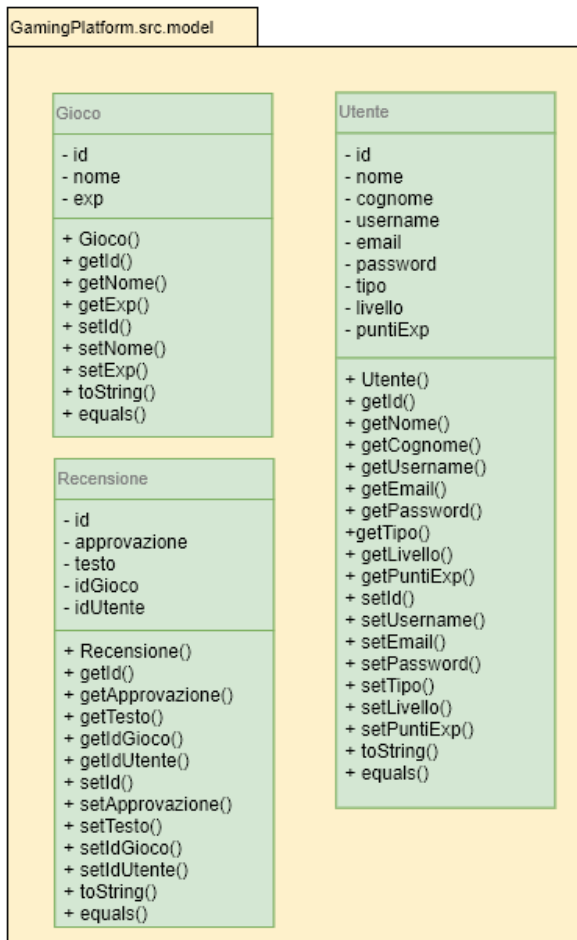 GamingPlatform.src.model
Gioco
- id
- nome
- exp
+ Gioco()
+ getId()
+ getNome()
+ getExp()
+ setId()
+ setNome()
+ setExp()
+ toString()
+ equals()
Recensione
- id
- approvazione
- testo
- idGioco
- idUtente
+ Recensione()
+ getId()
+ getApprovazione()
+ getTesto()
+ getIdGioco()
+ getIdUtente()
+ setId()
+ setApprovazione()
+ setTesto()
+ setIdGioco()
+ setIdUtente()
+ toString()
+ equals()
Utente
- id
- nome
- cognome
- username
- email
- password
- tipo
- livello
- puntiExp
+ Utente()
+ getId()
+ getNome()
+ getCognome()
+ getUsername()
+ getEmail()
+ getPassword()
+getTipo()
+ getLivello()
+ getPuntiExp()
+ setId()
+ setUsername()
+ setEmail()
+ setPassword()
+ setTipo()
+ setLivello()
+ setPuntiExp()
+ toString()
+ equals()